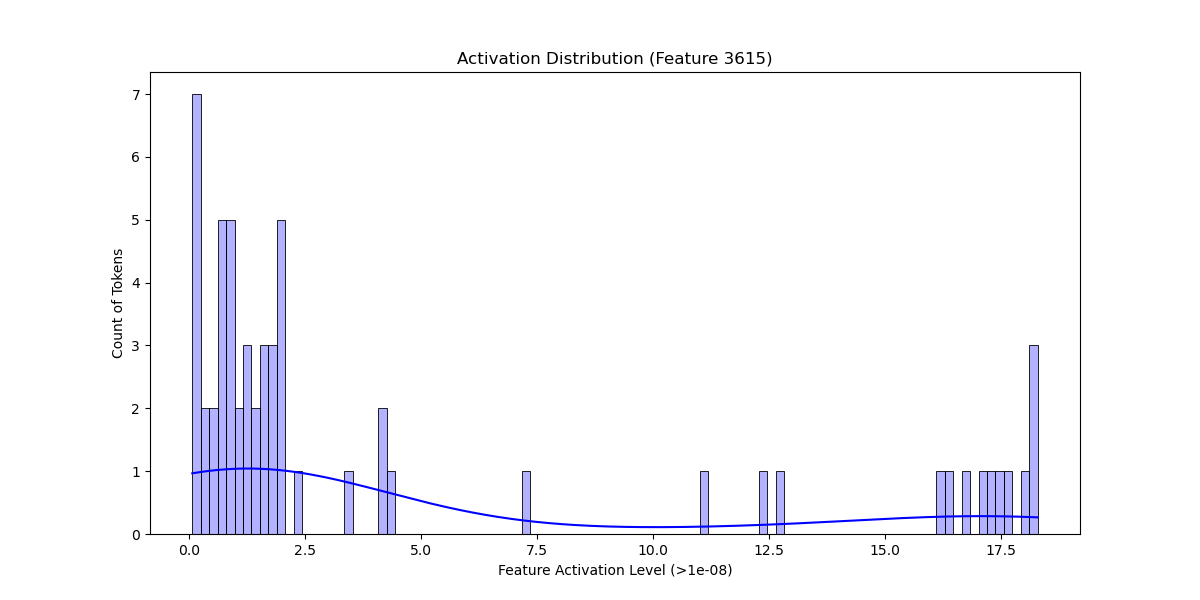 Activation Distribution (Feature 3615)
7
6
5
4
3
2
1
0
Count of Tokens
0.0 2.5 5.0 7.5 10.0 12.5 15.0 17.5
Feature Activation Level (>1e-08)